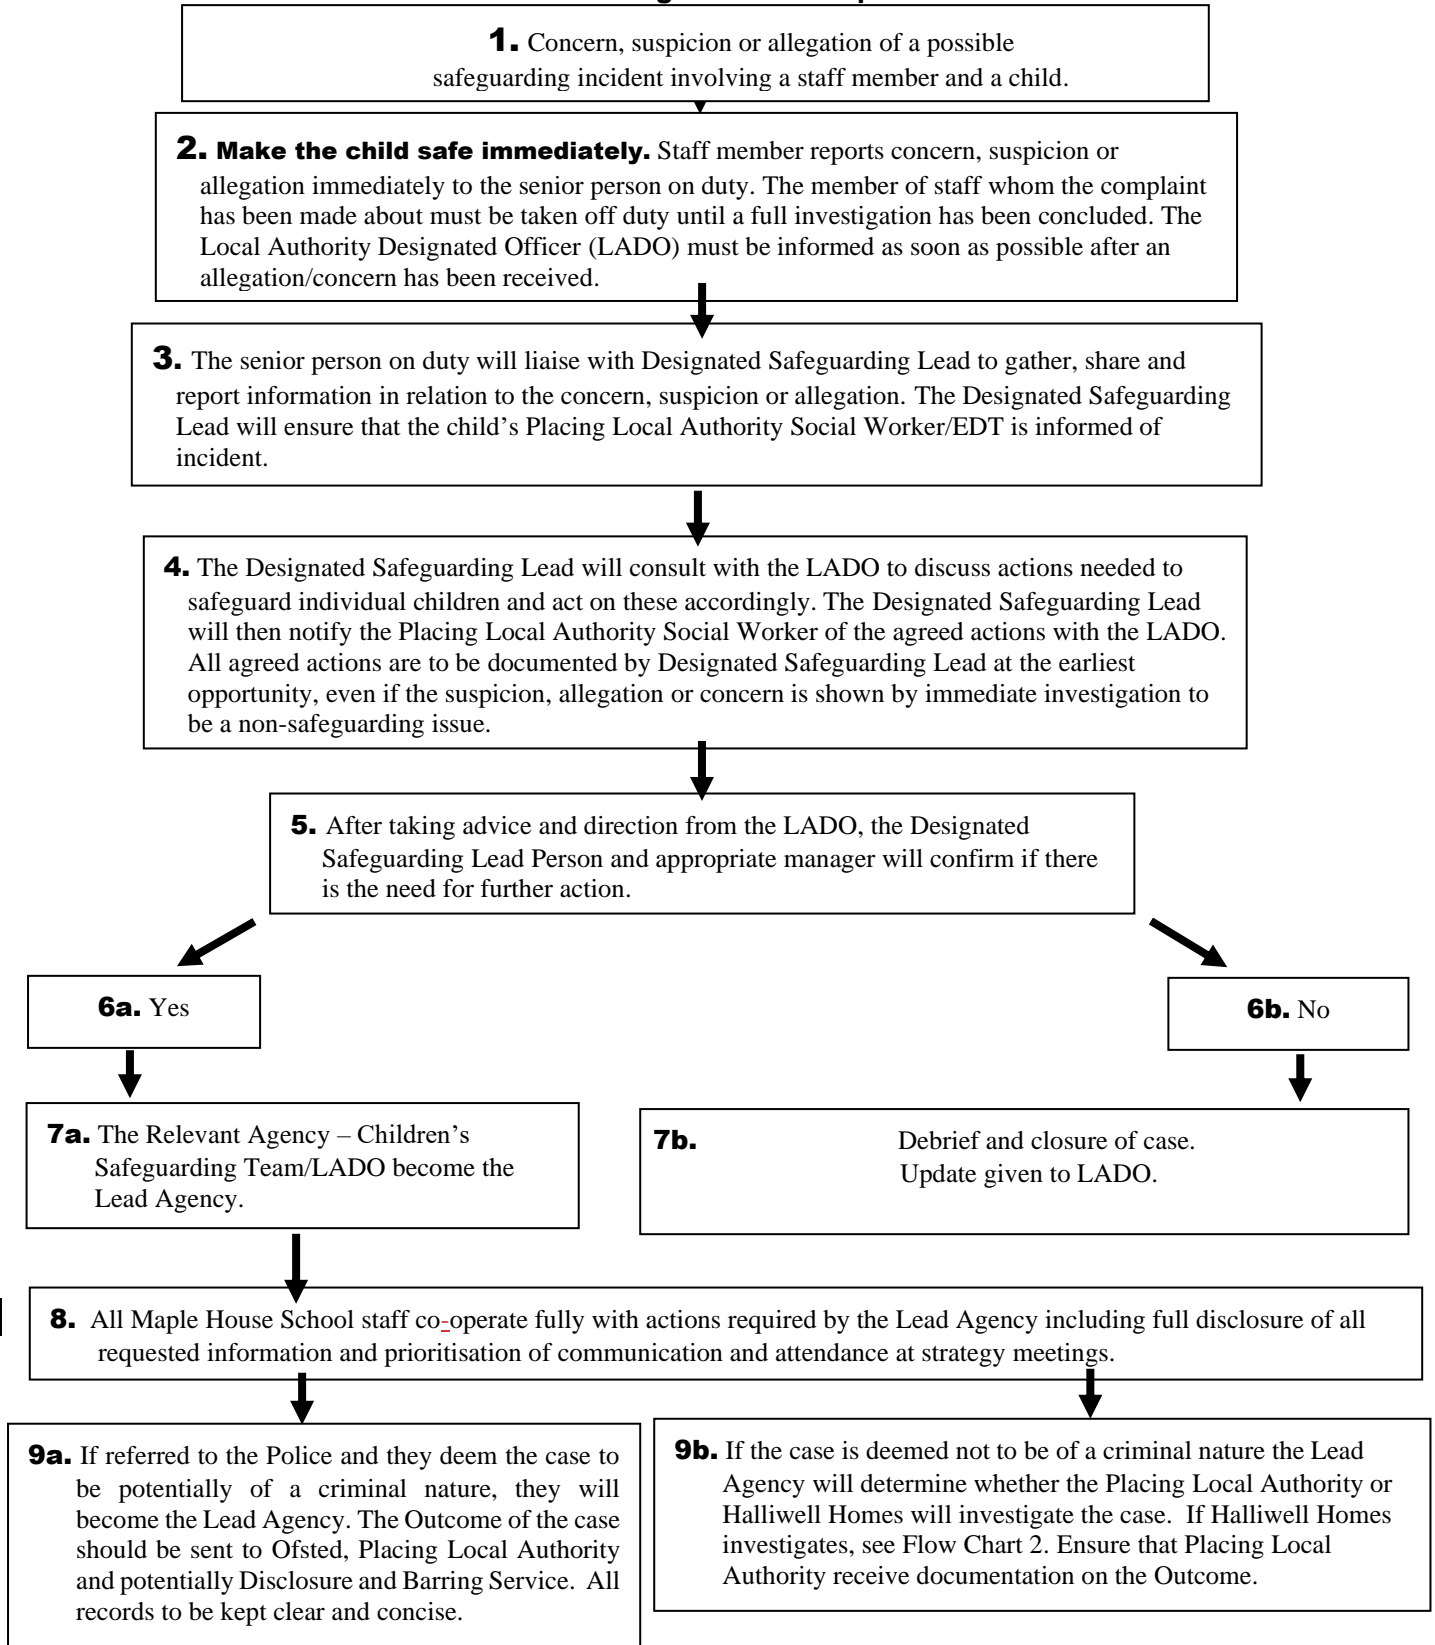 1. Concern, suspicion or allegation of a possible
safeguarding incident involving a staff member and a child.
2. Make the child safe immediately. Staff member reports concern, suspicion or
allegation immediately to the senior person on duty. The member of staff whom the complaint
has been made about must be taken off duty until a full investigation has been concluded. The
Local Authority Designated Officer (LADO) must be informed as soon as possible after an
allegation/concern has been received.
3. The senior person on duty will liaise with Designated Safeguarding Lead to gather, share and
report information in relation to the concern, suspicion or allegation. The Designated Safeguarding
Lead will ensure that the child’s Placing Local Authority Social Worker/EDT is informed of
incident.
4. The Designated Safeguarding Lead will consult with the LADO to discuss actions needed to
safeguard individual children and act on these accordingly. The Designated Safeguarding Lead
will then notify the Placing Local Authority Social Worker of the agreed actions with the LADO.
All agreed actions are to be documented by Designated Safeguarding Lead at the earliest
opportunity, even if the suspicion, allegation or concern is shown by immediate investigation to
be a non-safeguarding issue.
5. After taking advice and direction from the LADO, the Designated
Safeguarding Lead Person and appropriate manager will confirm if there
is the need for further action.
6a. Yes
6b. No
7a. The Relevant Agency – Children’s
Safeguarding Team/LADO become the
Lead Agency.
7b. Debrief and closure of case.
Update given to LADO.
8. All Maple House School staff co-operate fully with actions required by the Lead Agency including full disclosure of all
requested information and prioritisation of communication and attendance at strategy meetings.
9a. If referred to the Police and they deem the case to
be potentially of a criminal nature, they will
become the Lead Agency. The Outcome of the case
should be sent to Ofsted, Placing Local Authority
and potentially Disclosure and Barring Service. All
records to be kept clear and concise.
9b. If the case is deemed not to be of a criminal nature the Lead
Agency will determine whether the Placing Local Authority or
Halliwell Homes will investigate the case. If Halliwell Homes
investigates, see Flow Chart 2. Ensure that Placing Local
Authority receive documentation on the Outcome.